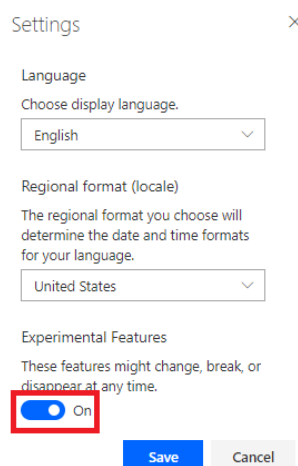 Settings
Language
Choose display language.
English
Regional format (locale)
The regional format you choose will
determine the date and time formats
for your language.
United States
Experimental Features
These features might change, break, or
disappear at any time.
On
Save Cancel